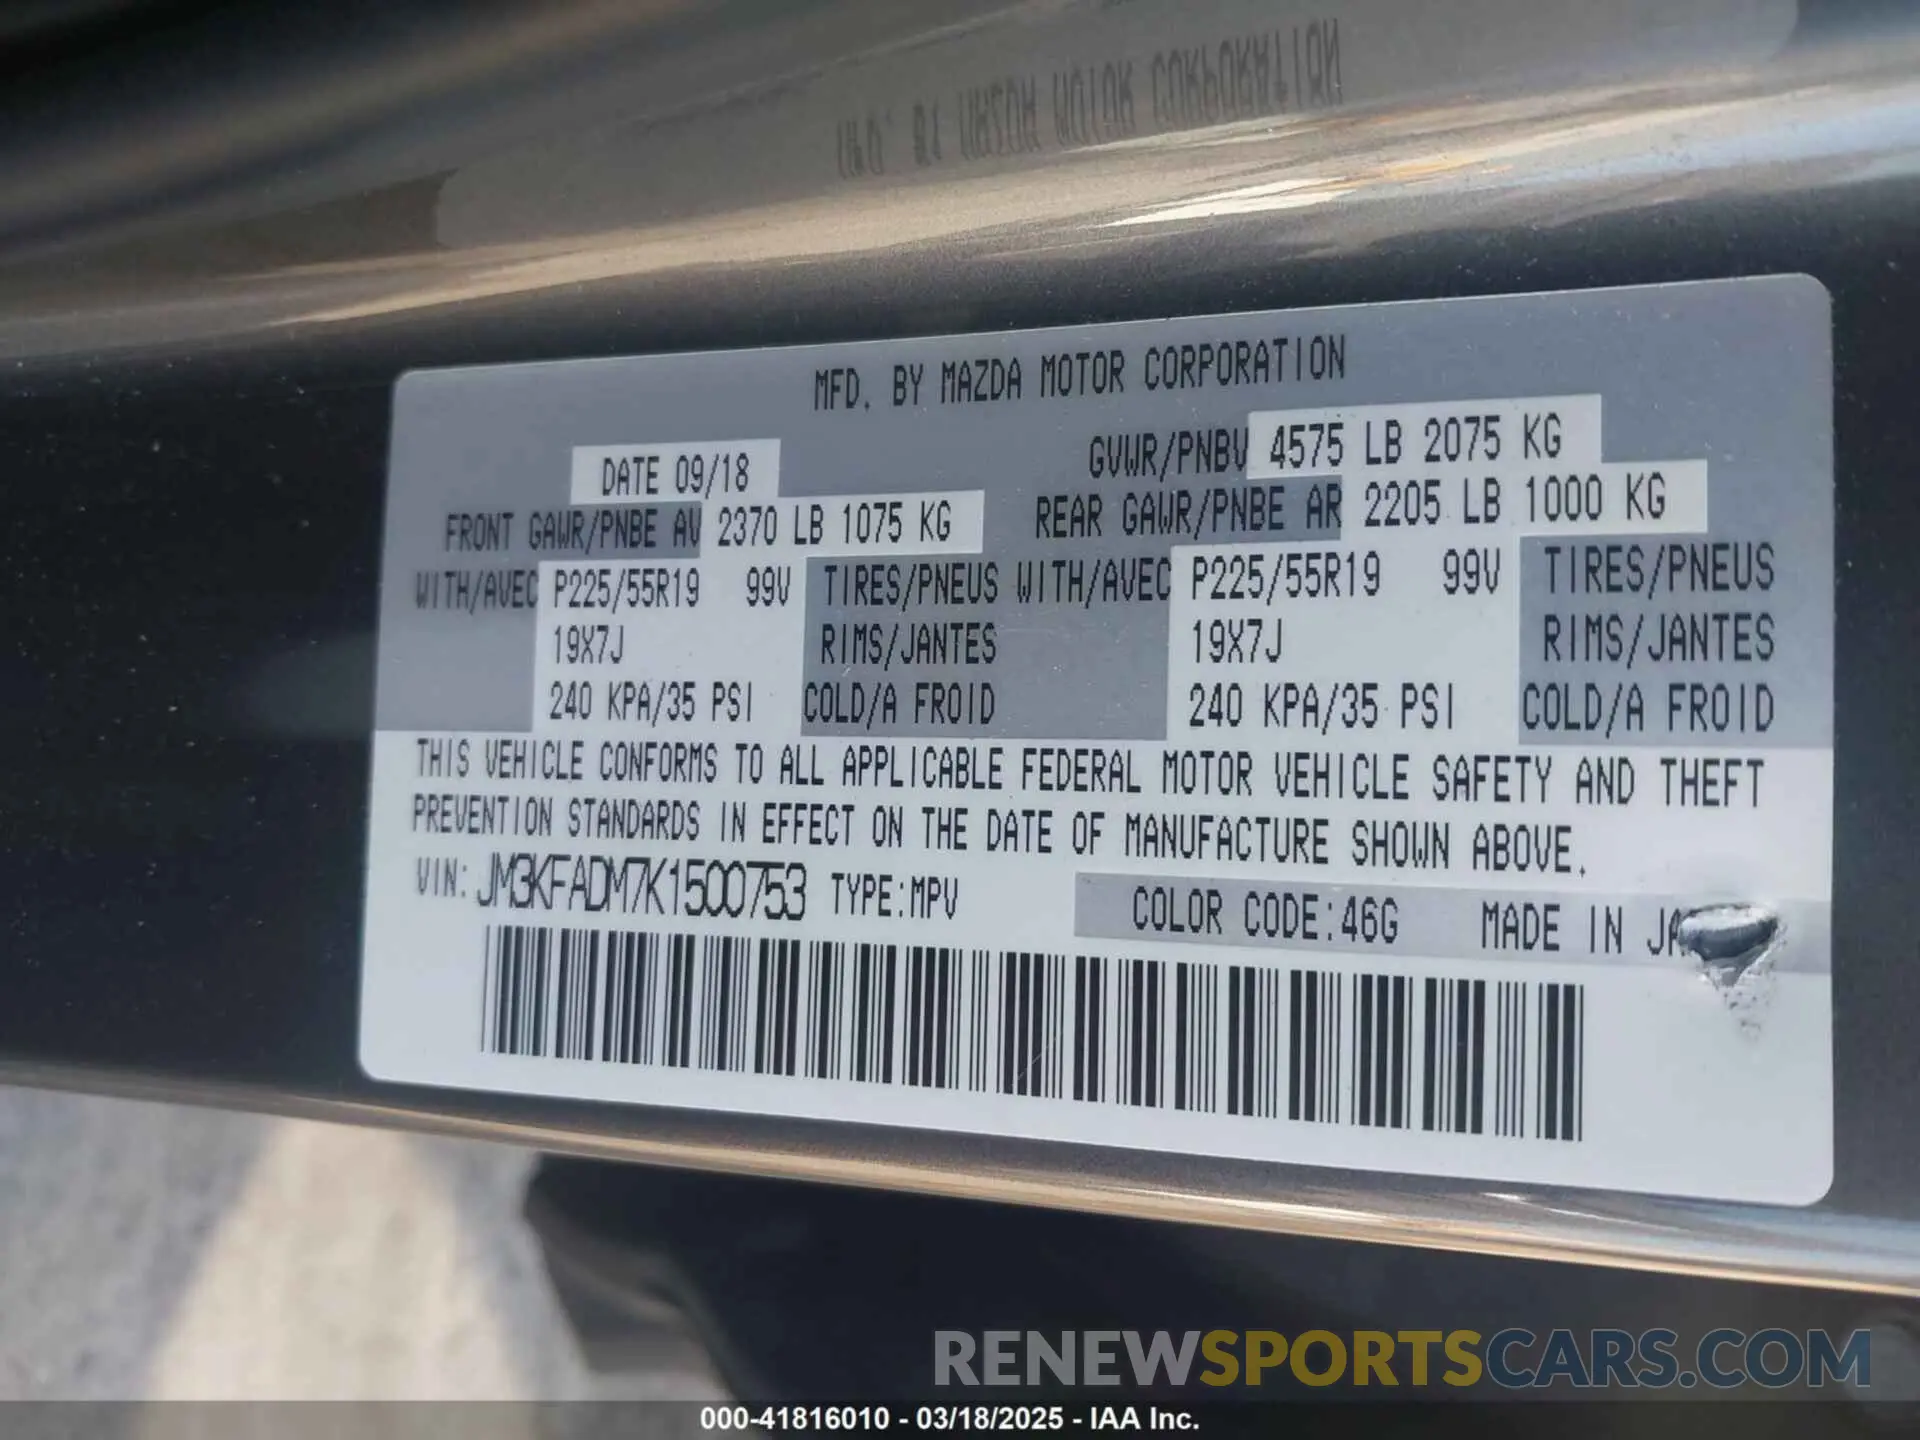 MFD. BY MAZDA MOTOR CORPORATION
DATE 09/18 GVWR/PNBV 4575 LB 2075 KG
FRONT GAWR/PNBE AV 2370 LB 1075 KG REAR GAWR/PNBE AR 2205 LB 1000 KG
WITH/AVEC P225/55R19 99V TIRES/PNEUS WITH/AVEC P225/55R19 99V TIRES/PNEUS
19X7J RIMS/JANTES 19X7J RIMS/JANTES
240 KPA/35 PSI COLD/A FROID 240 KPA/35 PSI COLD/A FROID
THIS VEHICLE CONFORMS TO ALL APPLICABLE FEDERAL MOTOR VEHICLE SAFETY AND THEFT
PREVENTION STANDARDS IN EFFECT ON THE DATE OF MANUFACTURE SHOWN ABOVE.
VIN: JM3KFADM7K1500753 TYPE:MPV COLOR CODE:46G MADE IN
RENEWSPORTSCARS.COM
000-41816010 - 03/18/2025 - IAA Inc.